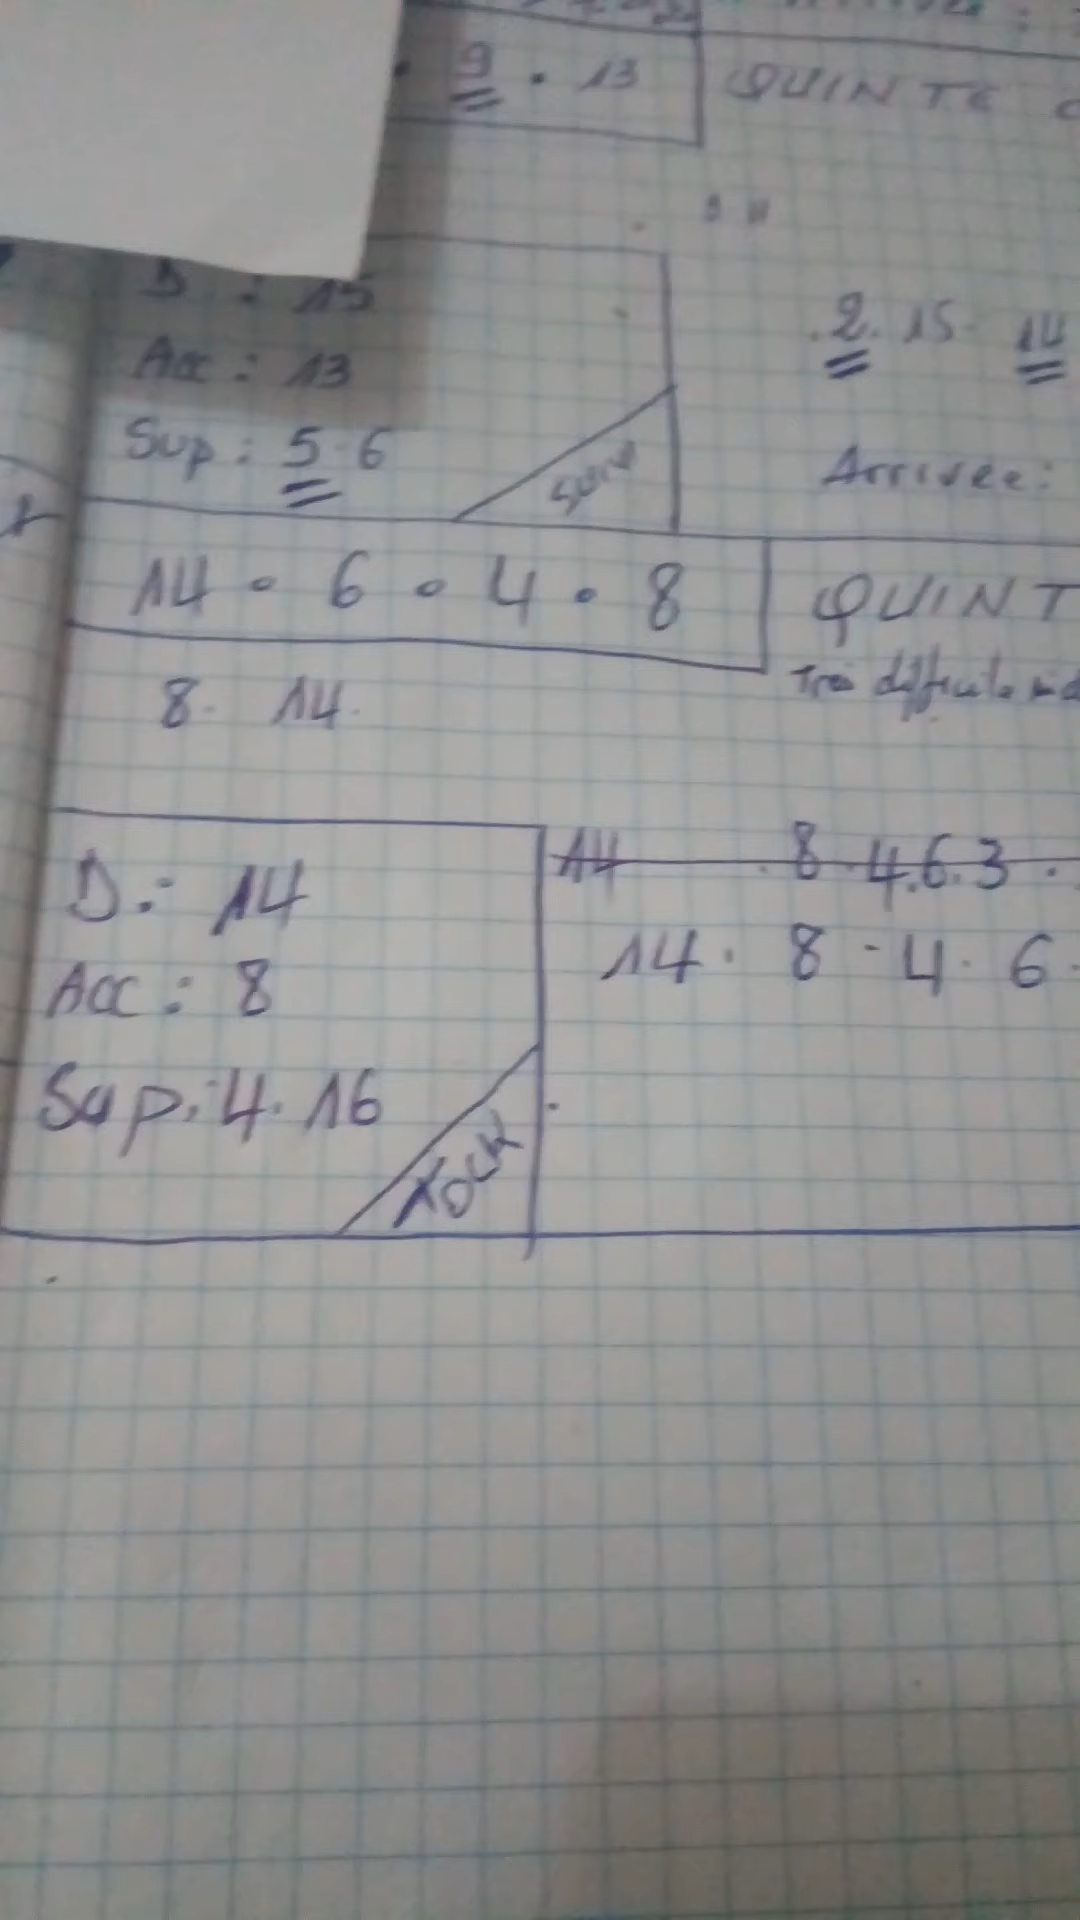 9 . 13
QUINTE
D : 15
Acc : 13
Sup : 5.6
.2. 15. 14
Arrivee :
14 . 6 . 4 . 8
QUINT
8. 14.
D : 14
Acc : 8
Sup : 4. 16
14 . 8 . 4.6.3 .
14. 8 - 4. 6